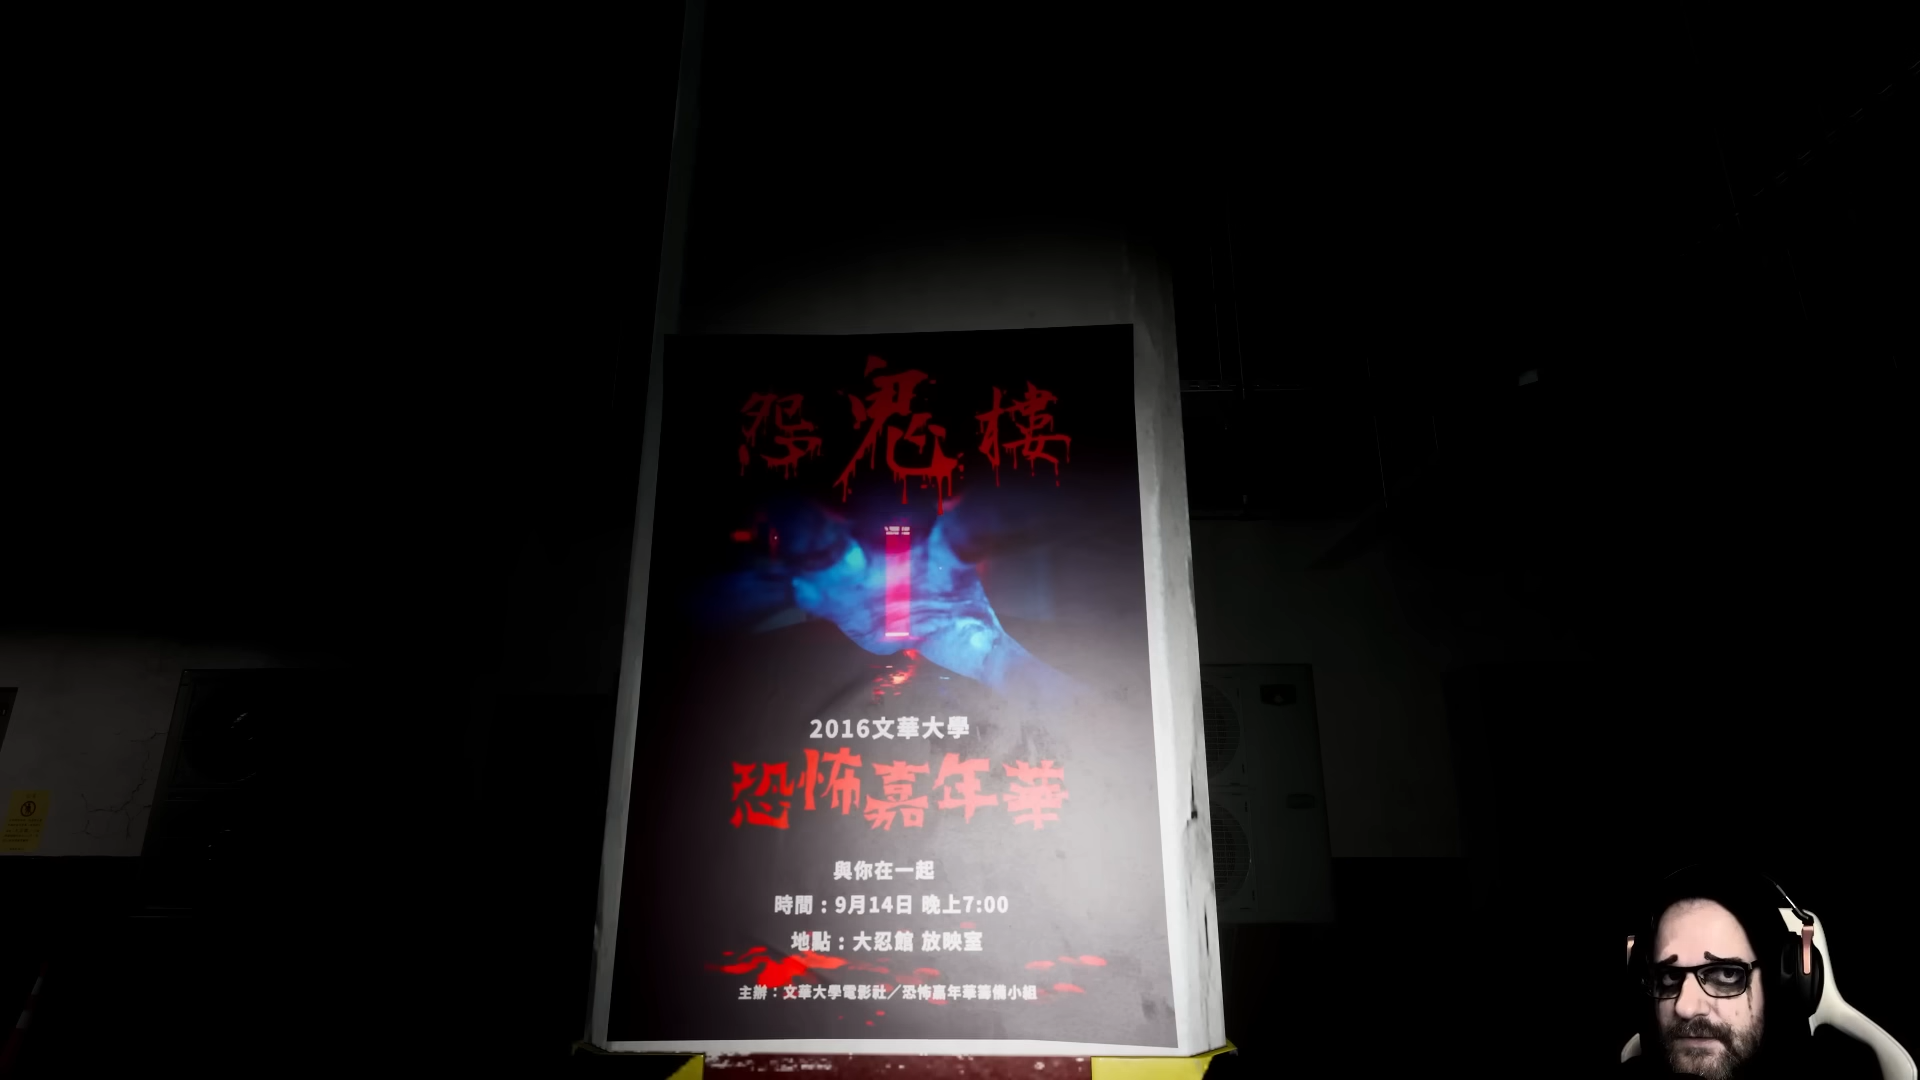 怨鬼樓
2016文華大學
恐怖嘉年華
與你在一起
時間：9月14日 晚上7:00
地點：大忍館 放映室
主辦：文華大學電影社／恐怖嘉年華籌備小組